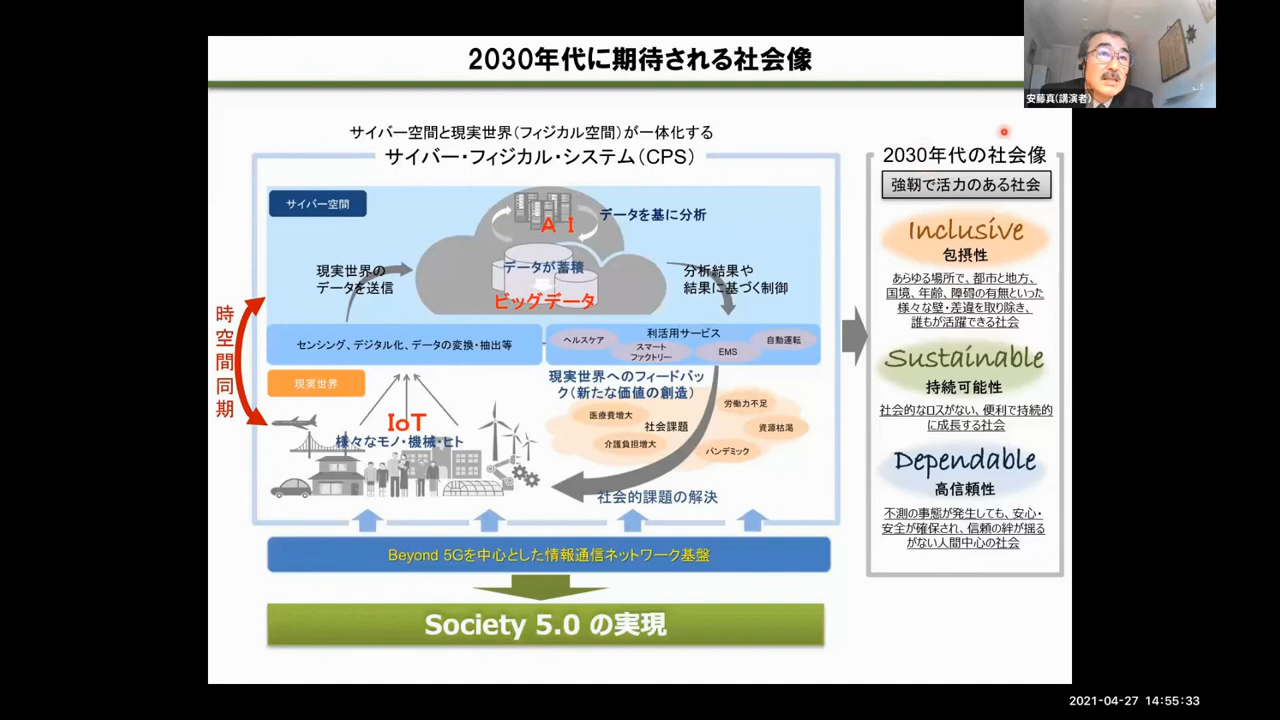 2030年代に期待される社会像
安藤真(講演者)
サイバー空間と現実世界(フィジカル空間)が一体化する
サイバー・フィジカル・システム(CPS)
サイバー空間
AI
データを基に分析
現実世界の
データを送信
データが蓄積
ビッグデータ
分析結果や
結果に基づく制御
時空間同期
センシング、デジタル化、データの変換・抽出等
利活用サービス
ヘルスケア
スマート
ファクトリー
EMS
自動運転
現実世界
IoT
様々なモノ・機械・ヒト
現実世界へのフィードバッ
ク(新たな価値の創造)
医療費増大
労働力不足
社会課題
資源枯渇
介護負担増大
パンデミック
社会的課題の解決
Beyond 5Gを中心とした情報通信ネットワーク基盤
Society 5.0 の実現
2030年代の社会像
強靭で活力のある社会
Inclusive
包摂性
あらゆる場所で、都市と地方、
国境、年齢、障碍の有無といった
様々な壁・差違を取り除き、
誰もが活躍できる社会
Sustainable
持続可能性
社会的なロスがない、便利で持続的
に成長する社会
Dependable
高信頼性
不測の事態が発生しても、安心・
安全が確保され、信頼の絆が揺る
がない人間中心の社会
2021-04-27 14:55:33